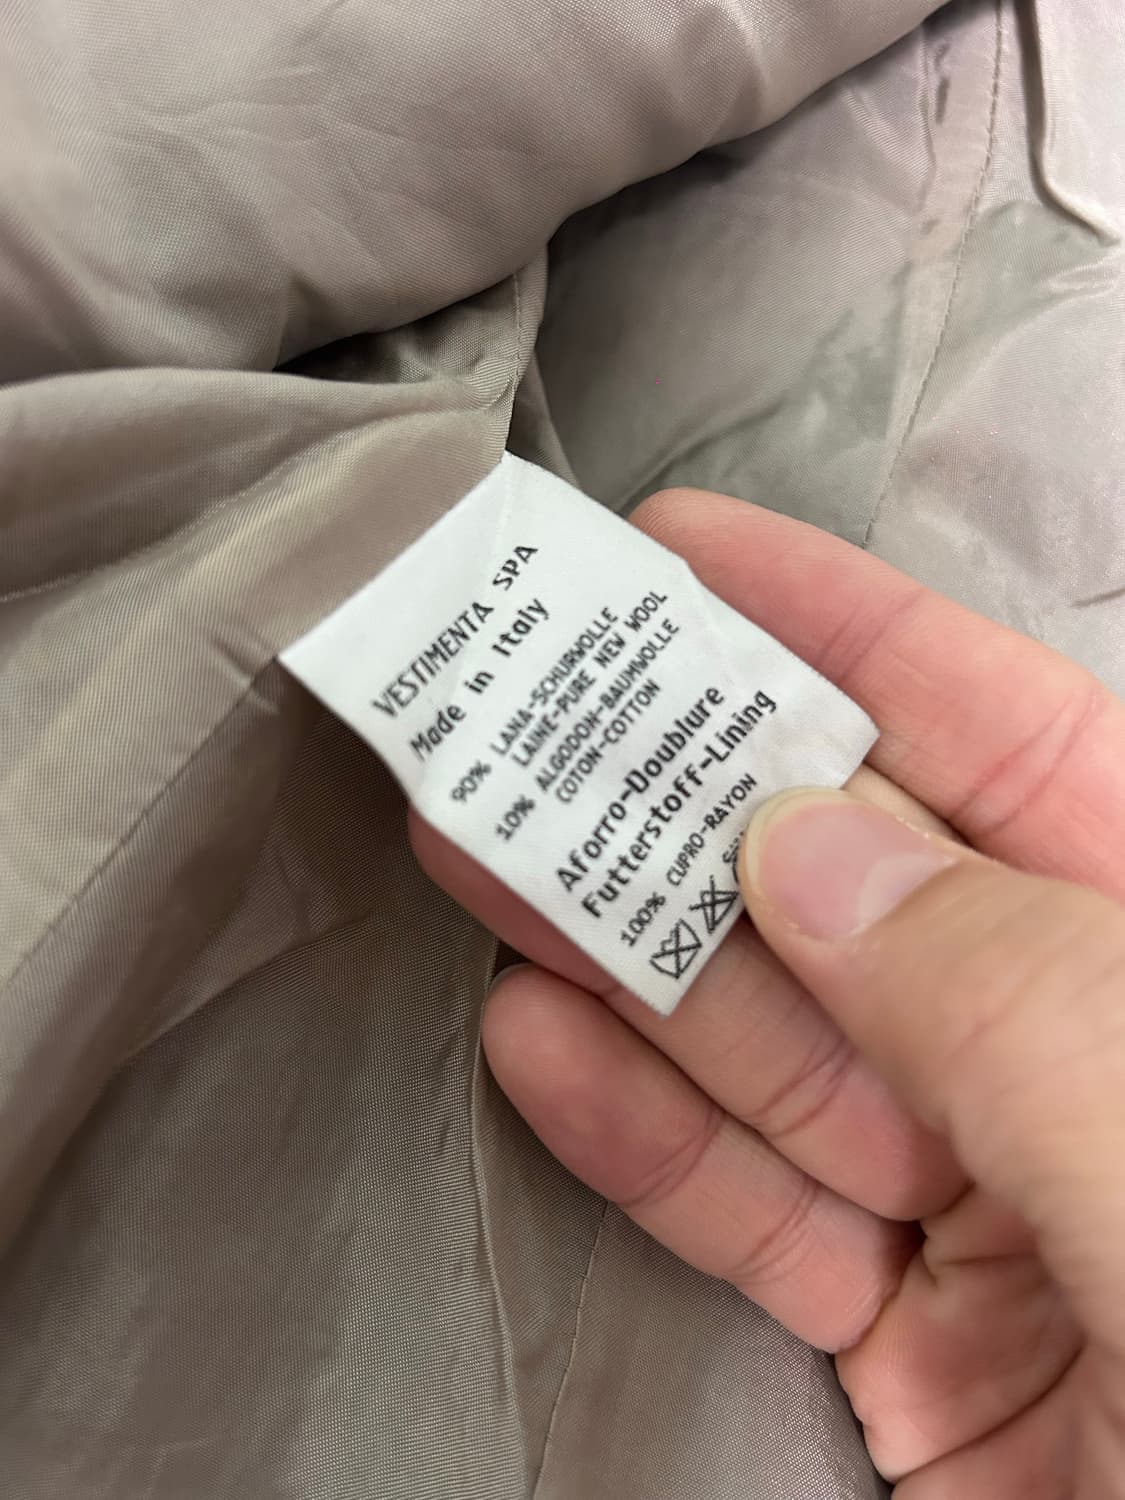 VESTIMENTA SPA
Made in Italy
90% LANA-SCHURWOLLE
LAINE-PURE NEW WOOL
10% ALGODON-BAUMWOLLE
COTON-COTTON
Aforro-Doublure
Futterstoff-Lining
100% CUPRO-RAYON